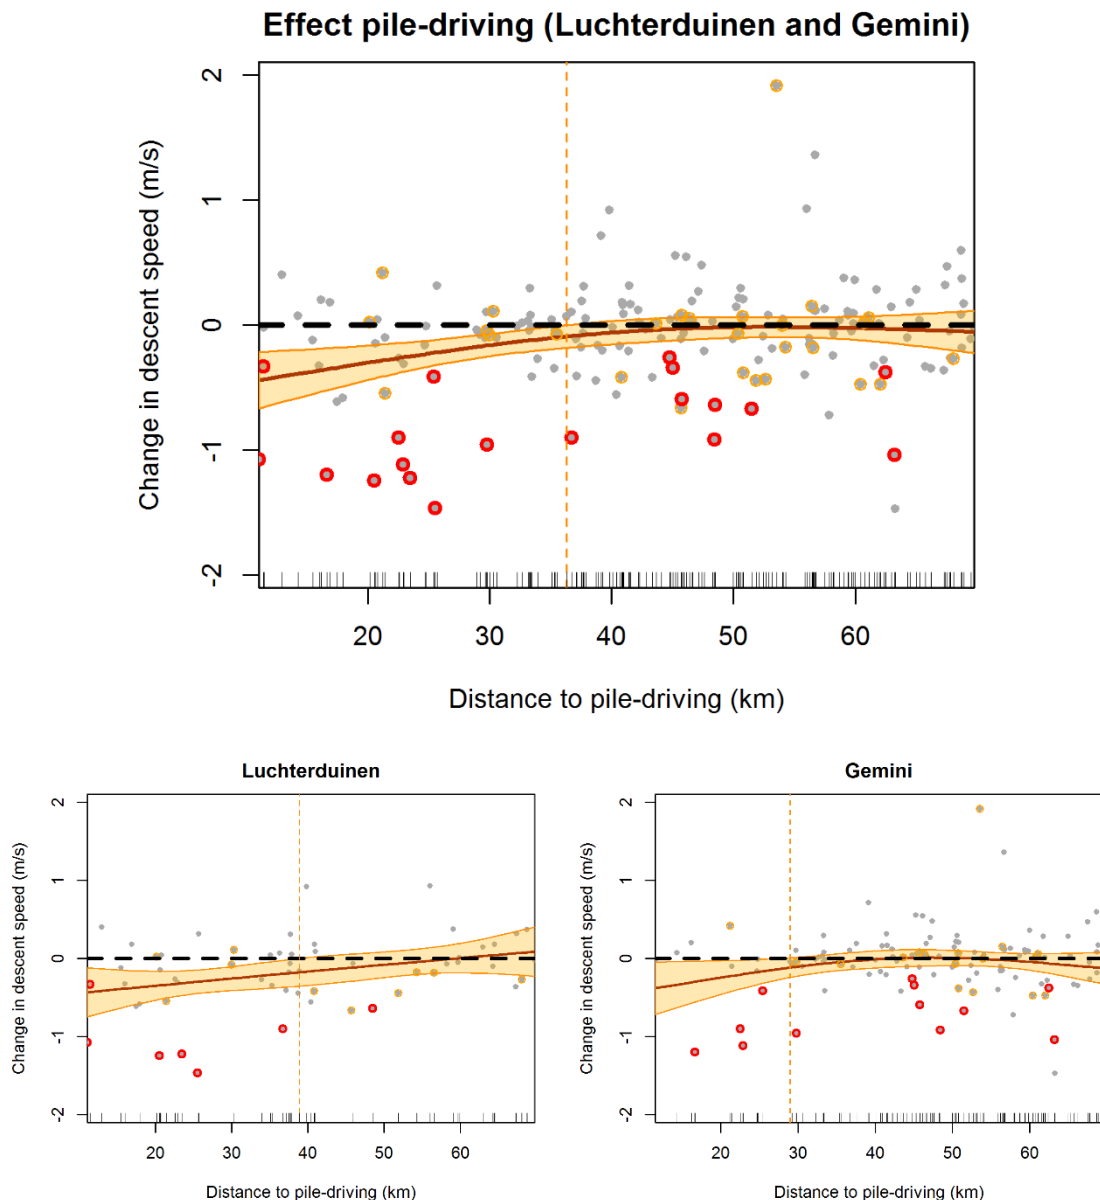 Effect pile-driving (Luchterduinen and Gemini)
Change in descent speed (m/s)
2
1
0
-1
-2
20 30 40 50 60
Distance to pile-driving (km)
Luchterduinen
Change in descent speed (m/s)
2
1
0
-1
-2
20 30 40 50 60
Distance to pile-driving (km)
Gemini
Change in descent speed (m/s)
2
1
0
-1
-2
20 30 40 50 60
Distance to pile-driving (km)